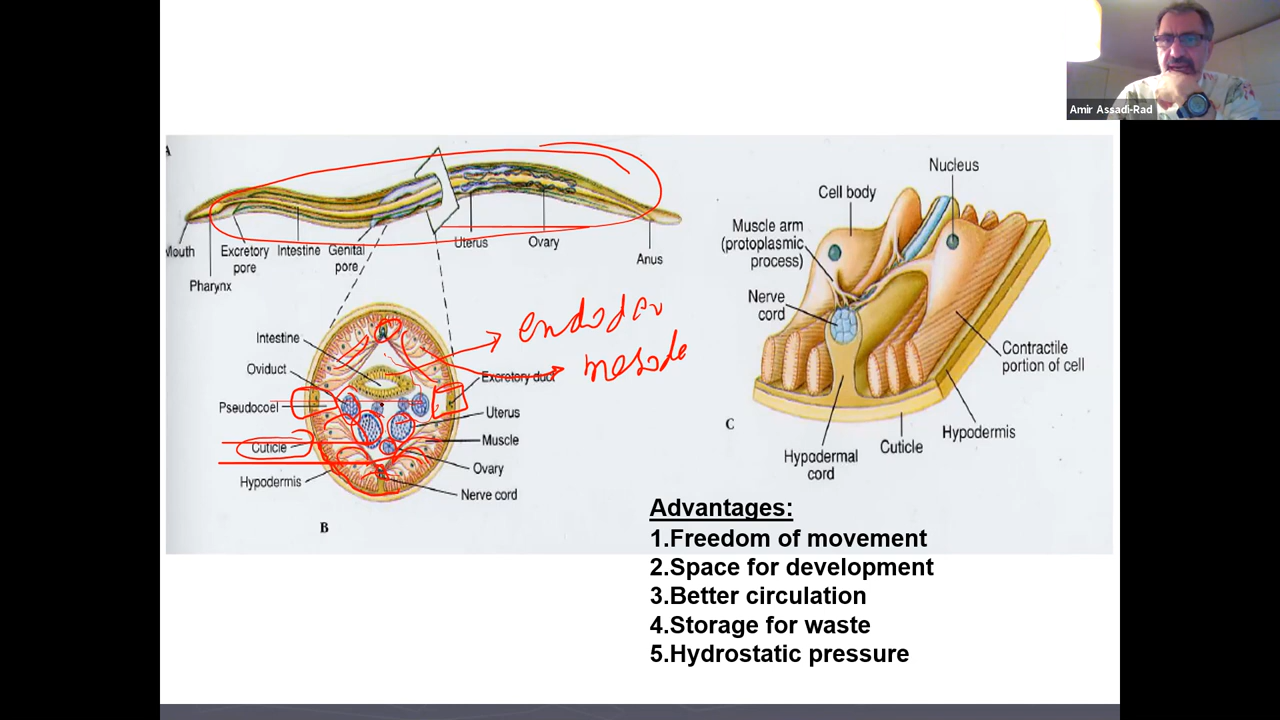 Amir Assadi-Rad
A
Mouth
Pharynx
Excretory
pore
Intestine
Genital
pore
Uterus
Ovary
Anus
Intestine
Oviduct
Pseudocoel
Cuticle
Hypodermis
Excretory duct
Uterus
Muscle
Ovary
Nerve cord
B
endoder
mesode
Nucleus
Cell body
Muscle arm
(protoplasmic
process)
Nerve
cord
Contractile
portion of cell
Hypodermis
Cuticle
Hypodermal
cord
C
Advantages:
1.Freedom of movement
2.Space for development
3.Better circulation
4.Storage for waste
5.Hydrostatic pressure